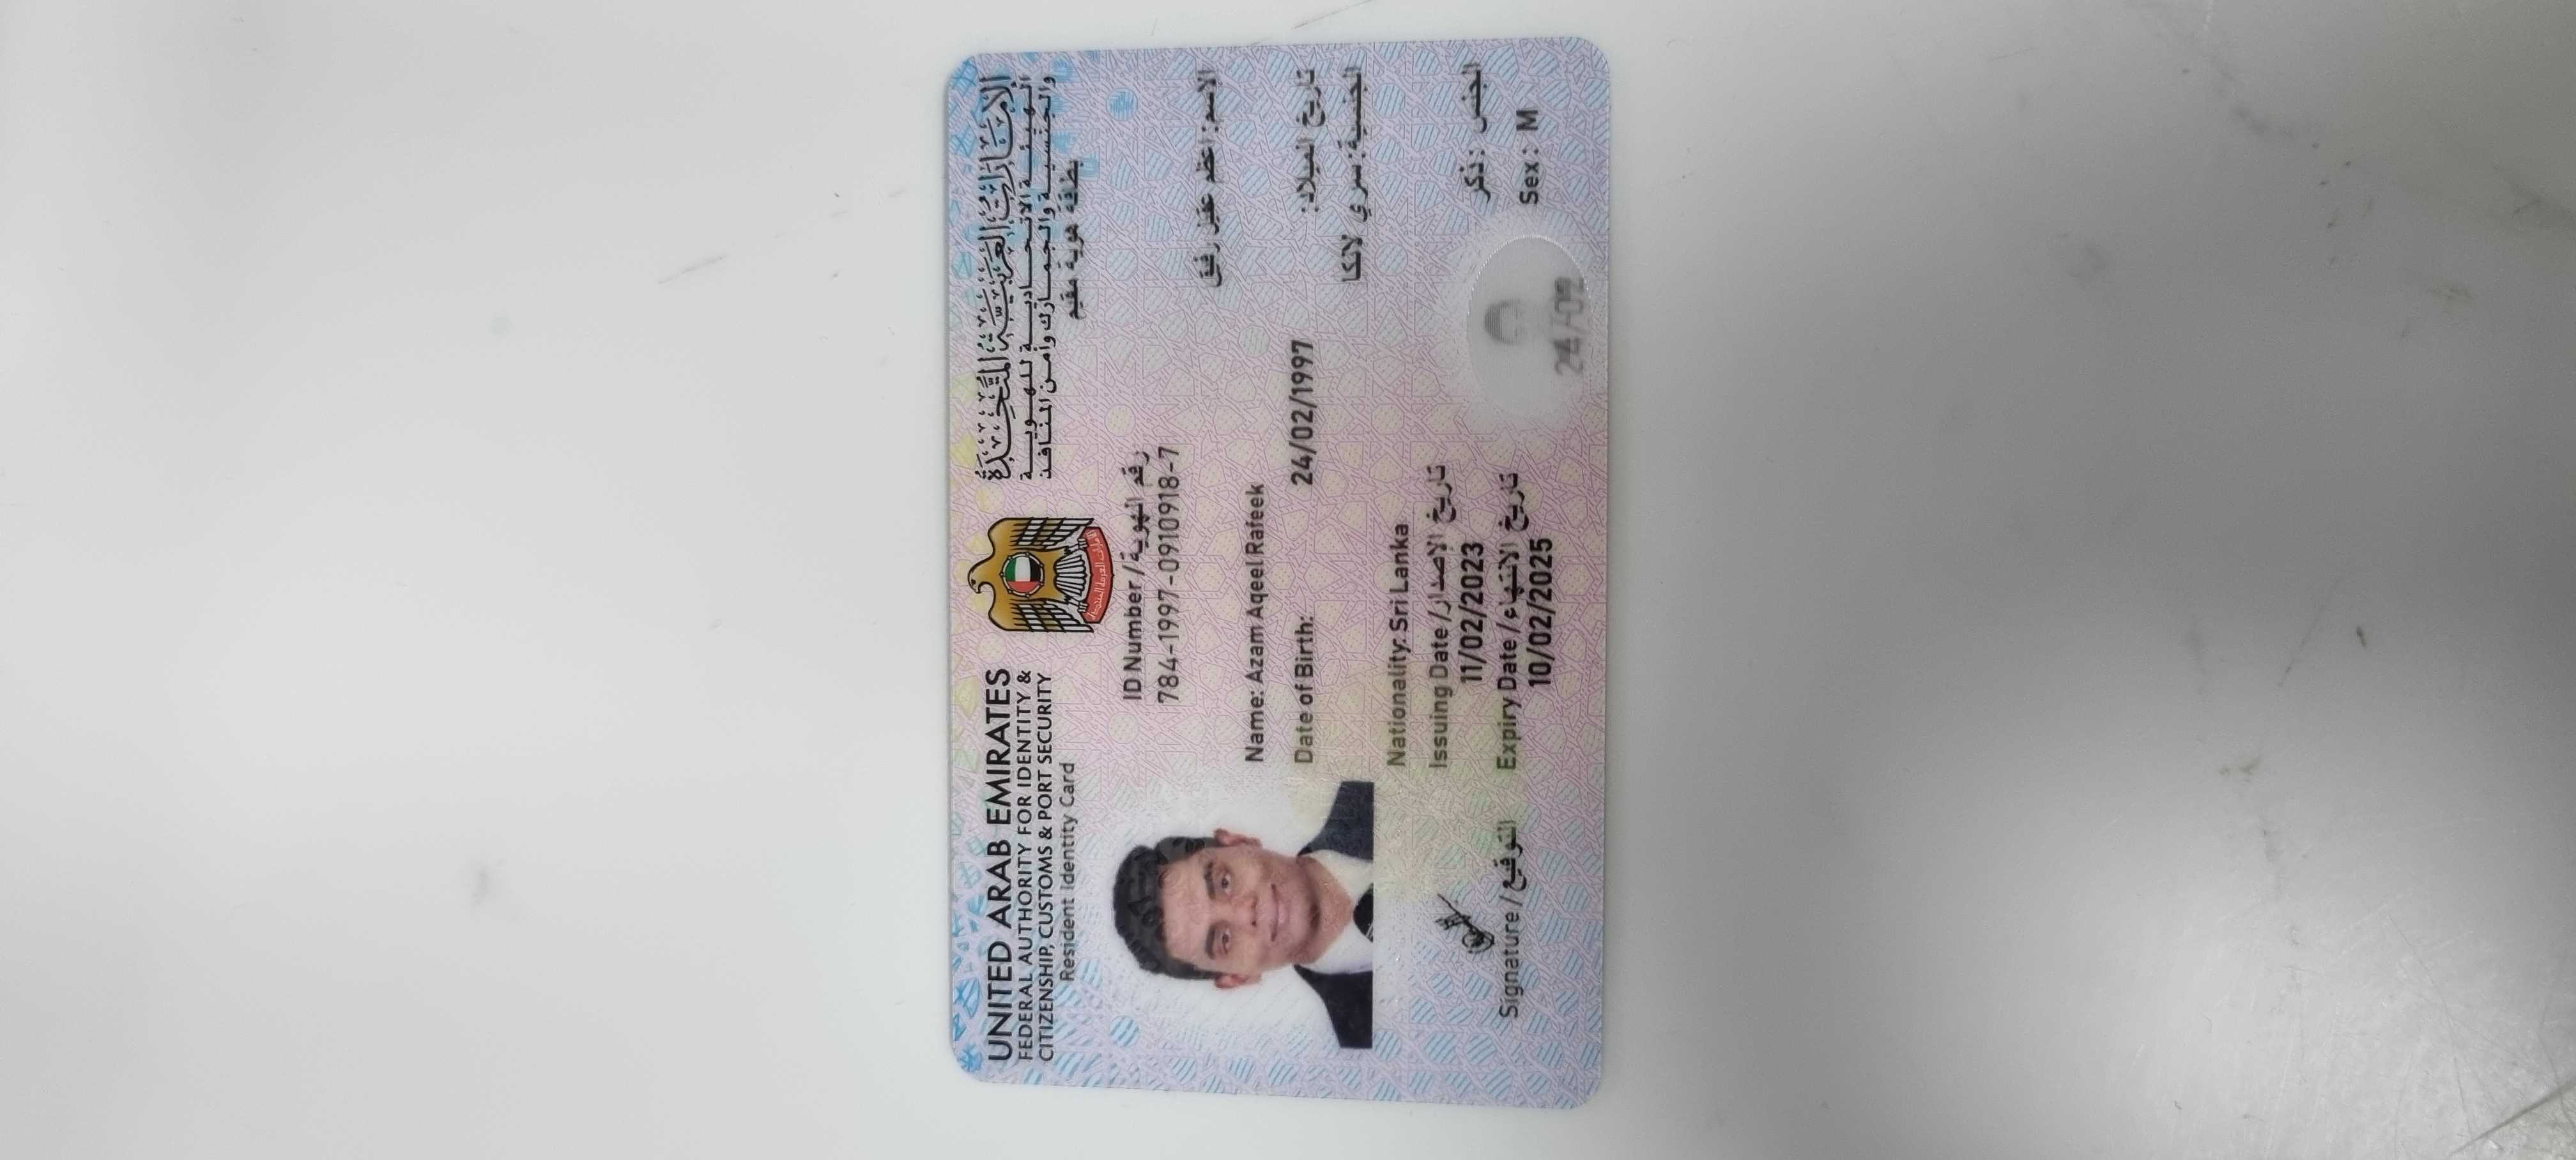 UNITED ARAB EMIRATES
FEDERAL AUTHORITY FOR IDENTITY &
CITIZENSHIP, CUSTOMS & PORT SECURITY
Resident Identity Card
الإمارات العربية المتحدة
الهيئة الاتحادية للهوية
والجنسية والجمارك وأمن المنافذ
بطاقة هوية مقيم
ID Number / رقم الهوية
784-1997-0910918-7
الاسم: اعظم عقيل رفيق
Name: Azam Aqeel Rafeek
Date of Birth: 24/02/1997 تاريخ الميلاد:
الجنسية: سري لانكا
Nationality: Sri Lanka
Issuing Date / تاريخ الإصدار
11/02/2023
Expiry Date / تاريخ الانتهاء
10/02/2025
الجنس: ذكر
Sex: M
24/02
Signature / التوقيع